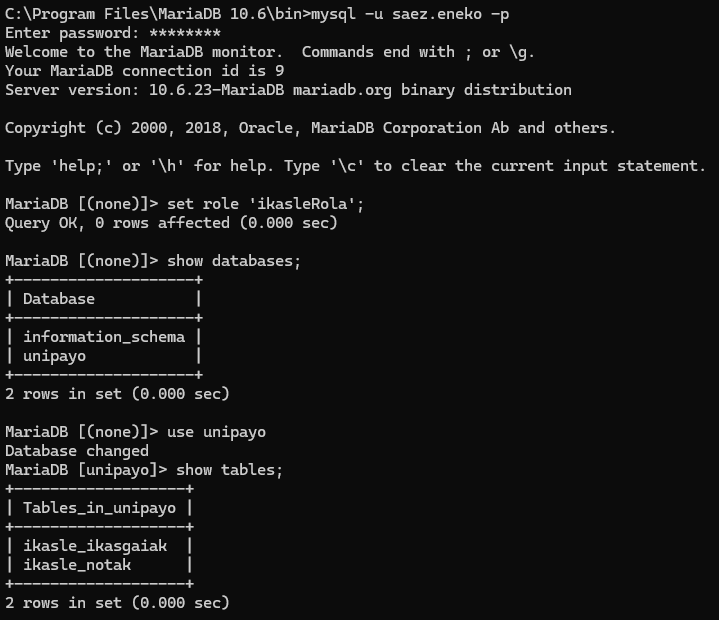 C:\Program Files\MariaDB 10.6\bin>mysql -u saez.eneko -p
Enter password: ********
Welcome to the MariaDB monitor.  Commands end with ; or \g.
Your MariaDB connection id is 9
Server version: 10.6.23-MariaDB mariadb.org binary distribution

Copyright (c) 2000, 2018, Oracle, MariaDB Corporation Ab and others.

Type 'help;' or '\h' for help. Type '\c' to clear the current input statement.

MariaDB [(none)]> set role 'ikasleRola';
Query OK, 0 rows affected (0.000 sec)

MariaDB [(none)]> show databases;
+--------------------+
| Database           |
+--------------------+
| information_schema |
| unipayo            |
+--------------------+
2 rows in set (0.000 sec)

MariaDB [(none)]> use unipayo
Database changed
MariaDB [unipayo]> show tables;
+-------------------+
| Tables_in_unipayo |
+-------------------+
| ikasle_ikasgaiak  |
| ikasle_notak      |
+-------------------+
2 rows in set (0.000 sec)